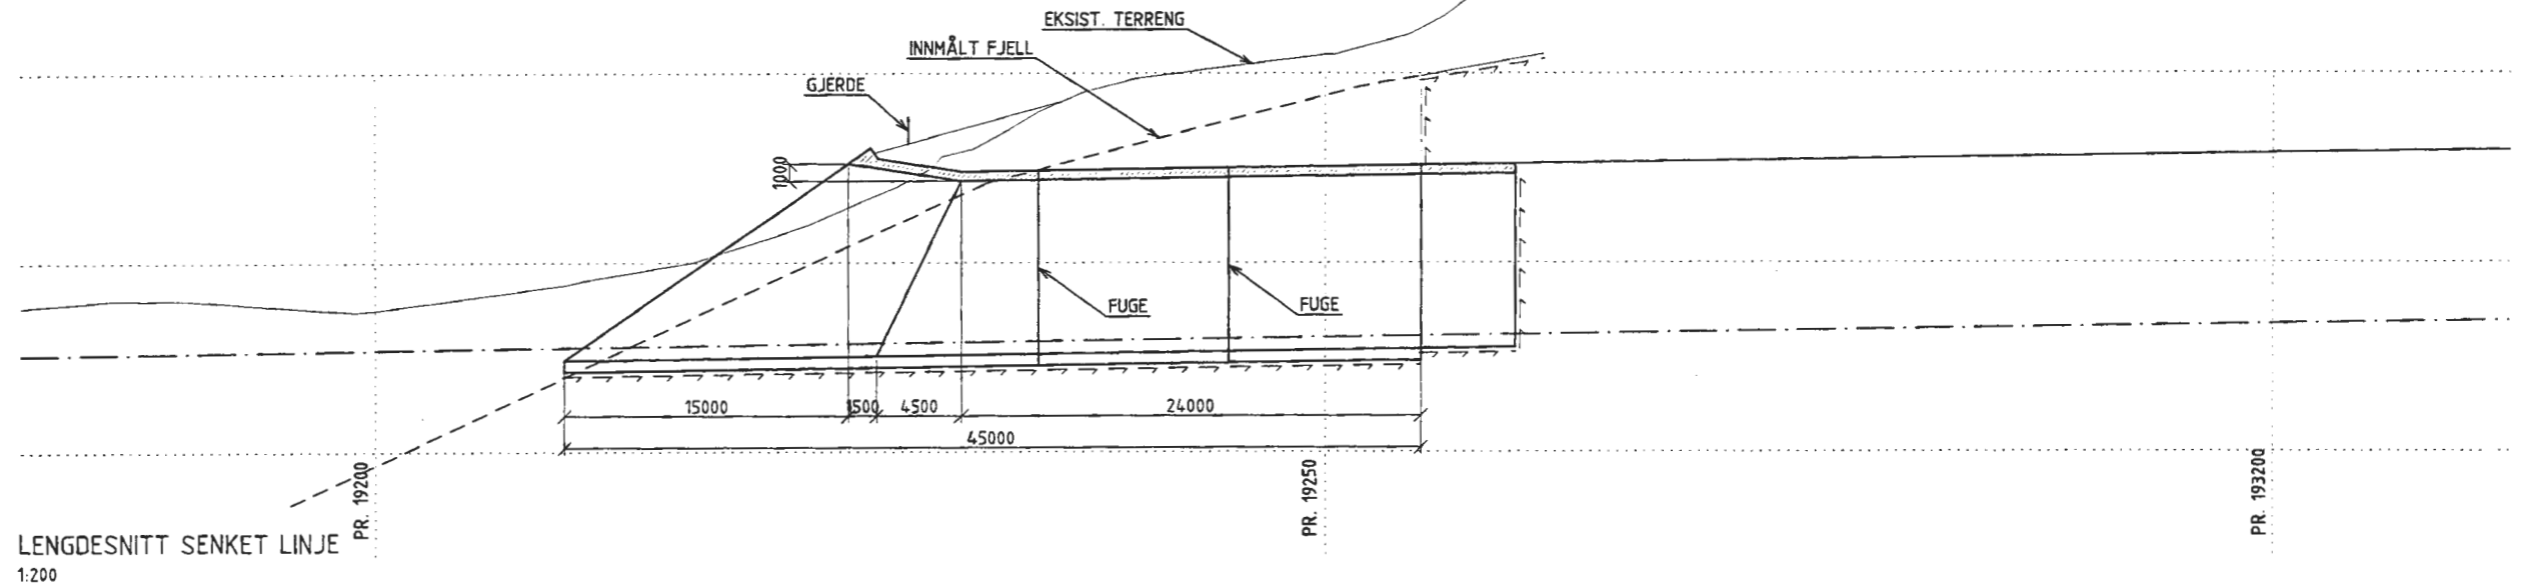 EKSIST. TERRENG
INNMÅLT FJELL
GJERDE
1000
FUGE
FUGE
15000
1500
4500
24000
45000
PR. 19200
PR. 19250
PR. 193200
LENGDESNITT SENKET LINJE
1:200